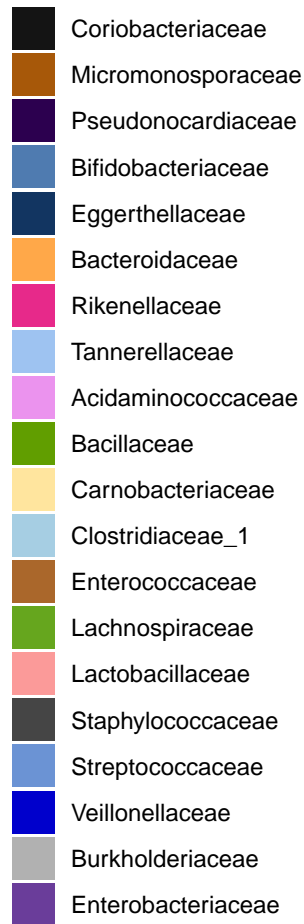 Coriobacteriaceae
Micromonosporaceae
Pseudonocardiaceae
Bifidobacteriaceae
Eggerthellaceae
Bacteroidaceae
Rikenellaceae
Tannerellaceae
Acidaminococcaceae
Bacillaceae
Carnobacteriaceae
Clostridiaceae_1
Enterococcaceae
Lachnospiraceae
Lactobacillaceae
Staphylococcaceae
Streptococcaceae
Veillonellaceae
Burkholderiaceae
Enterobacteriaceae